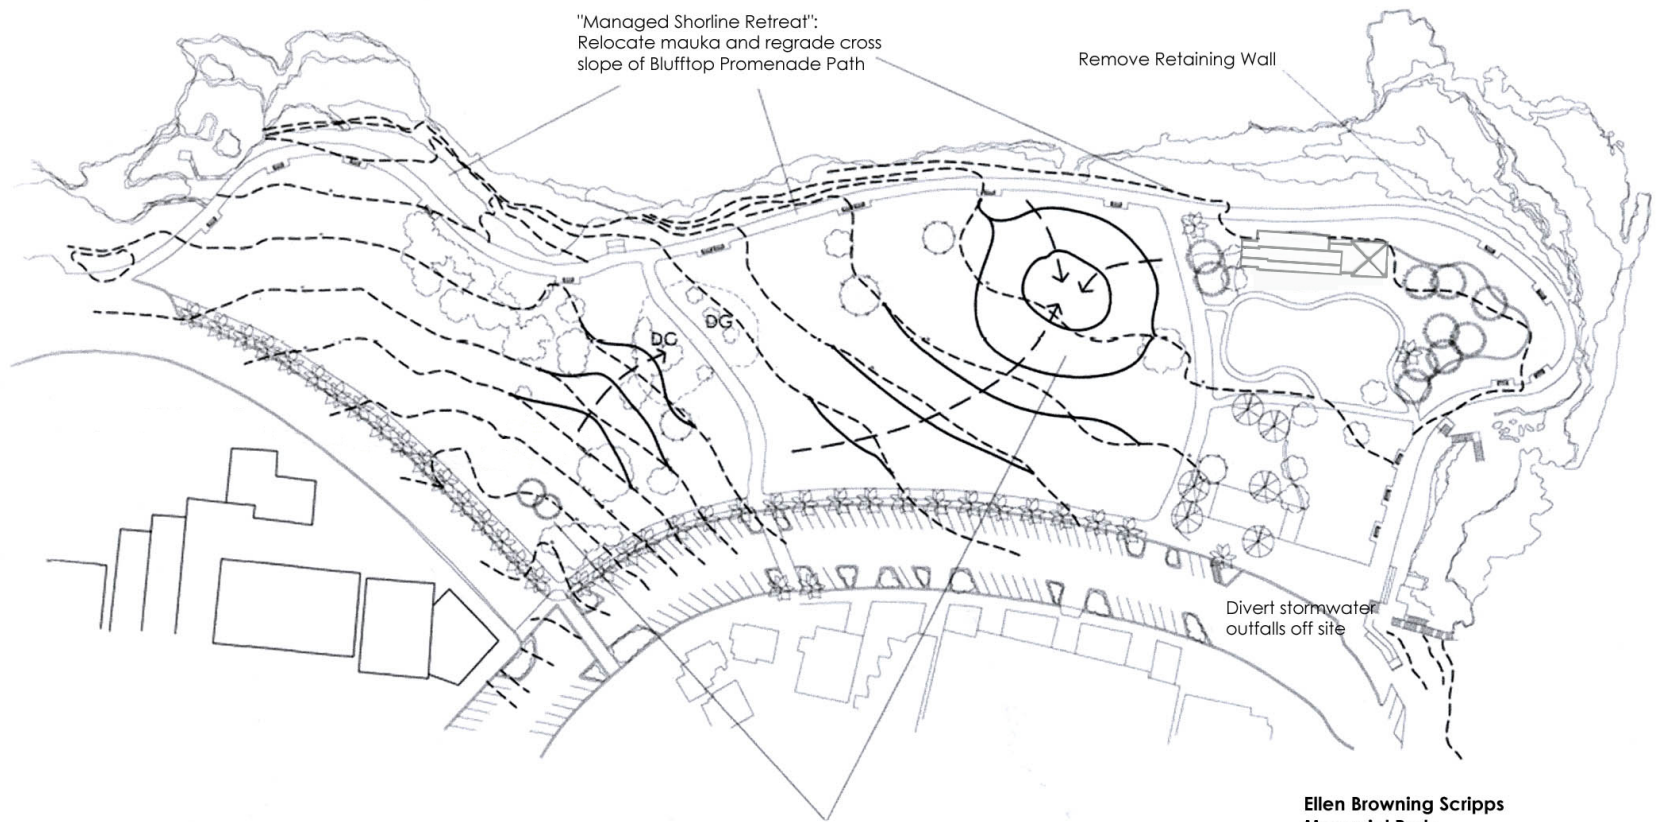 "Managed Shorline Retreat":
Relocate mauka and regrade cross
slope of Blufftop Promenade Path
Remove Retaining Wall
DG
DG
Divert stormwater
outfalls off site
Ellen Browning Scripps